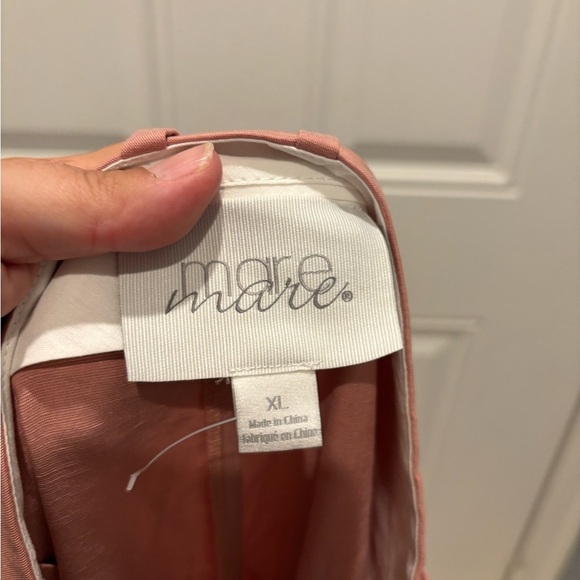 mare
mare®
XL
Made in China
fabriqué en Chine